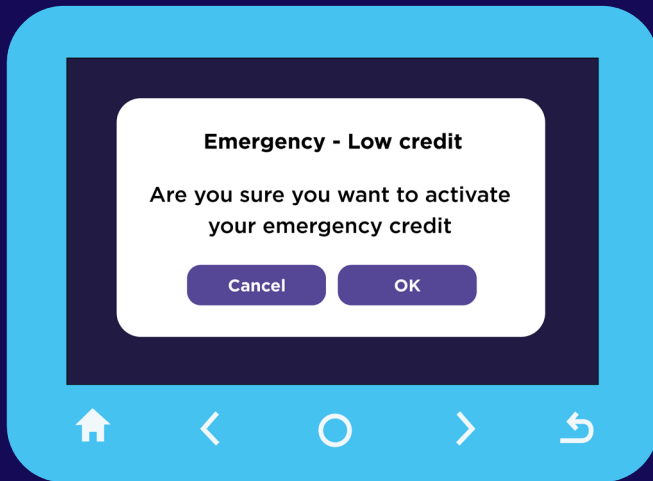 Emergency - Low credit
Are you sure you want to activate
your emergency credit
Cancel OK